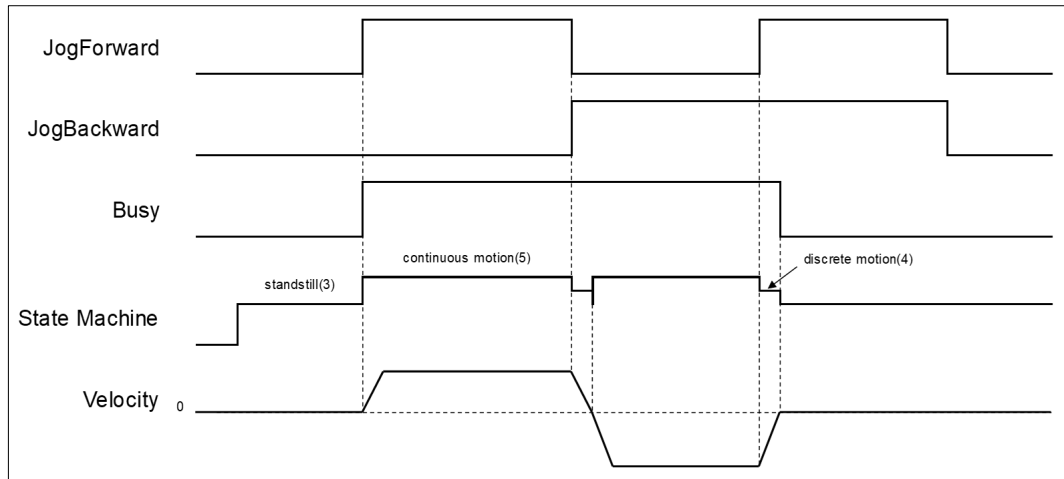 JogForward
JogBackward
Busy
continuous motion(5)
discrete motion(4)
standstill(3)
State Machine
Velocity 0